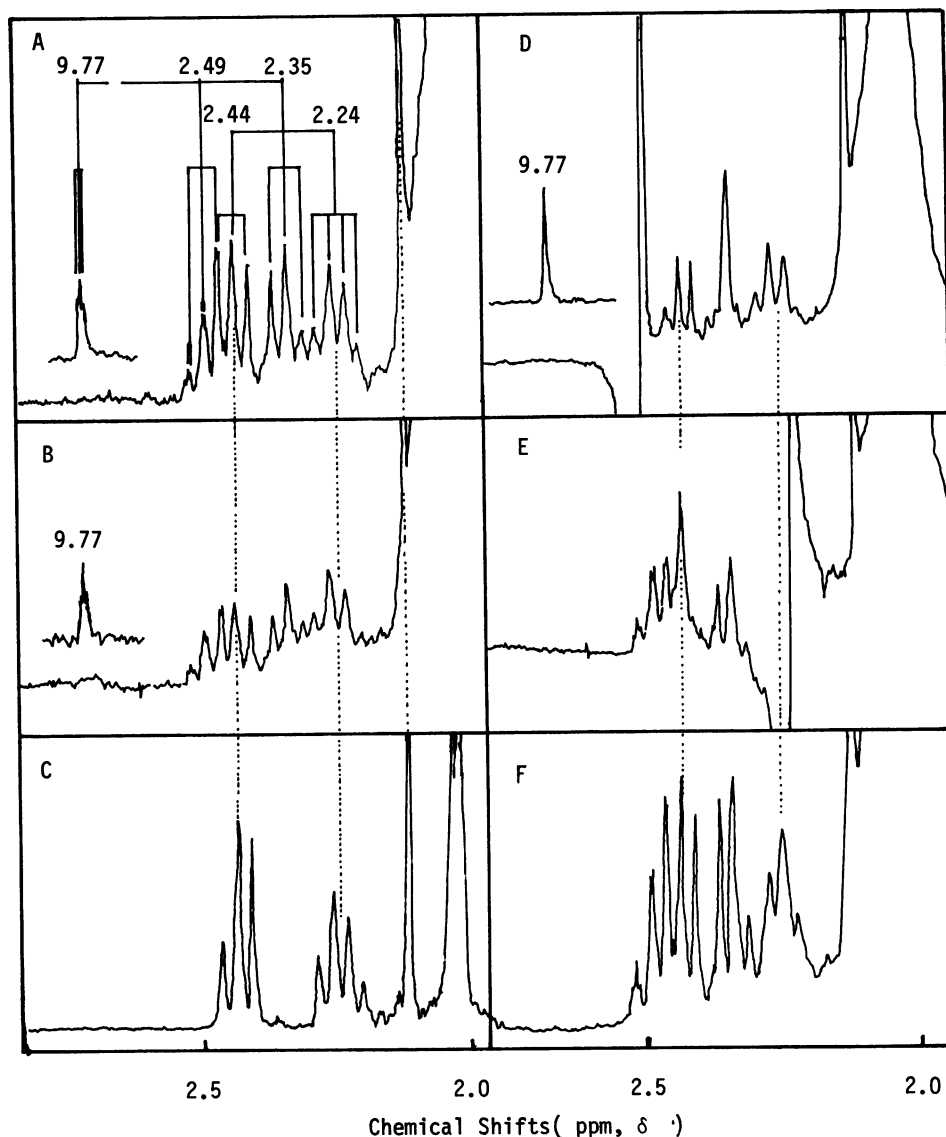 A
9.77
2.49
2.35
2.44
2.24
D
9.77
B
9.77
E
C
F
2.5
2.0
2.5
2.0
Chemical Shifts( ppm, δ )